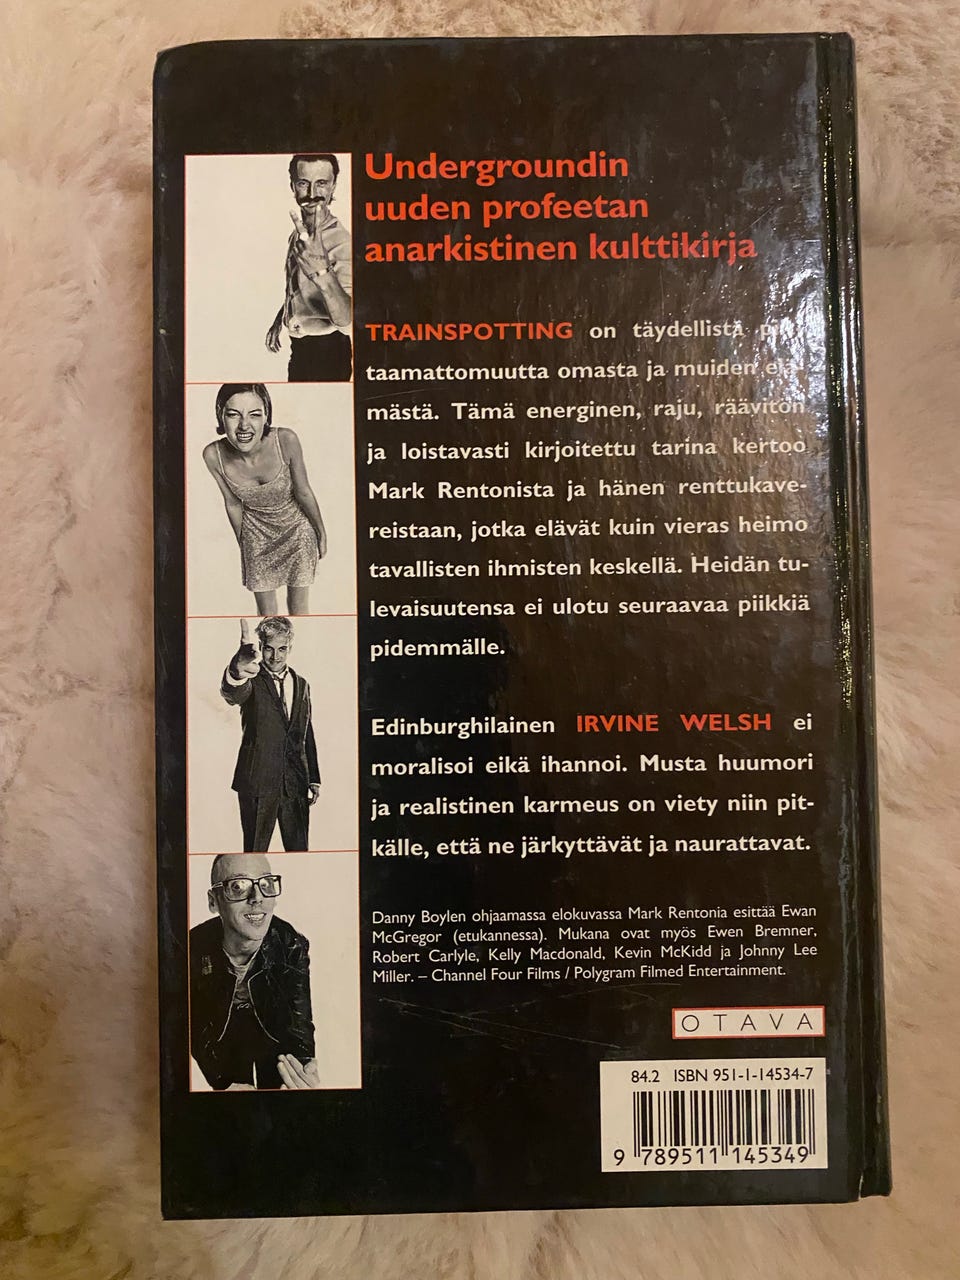 Undergroundin
uuden profeetan
anarkistinen kulttikirja
TRAINSPOTTING on täydellistä
taamattomuutta omasta ja muiden elä-
mästä. Tämä energinen, raju, rääviton
ja loistavasti kirjoitettu tarina kertoo
Mark Rentonista ja hänen renttukave-
reistaan, jotka elävät kuin vieras heimo
tavallisten ihmisten keskellä. Heidän tu-
levaisuutensa ei ulotu seuraavaa piikkiä
pidemmälle.
Edinburghilainen IRVINE WELSH ei
moralisoi eikä ihannoi. Musta huumori
ja realistinen karmeus on viety niin pit-
källe, että ne järkyttävät ja naurattavat.
Danny Boylen ohjaamassa elokuvassa Mark Rentonia esittää Ewan
McGregor (etukannessa). Mukana ovat myös Ewen Bremner,
Robert Carlyle, Kelly Macdonald, Kevin McKidd ja Johnny Lee
Miller. – Channel Four Films / Polygram Filmed Entertainment.
OTAVA
84.2 ISBN 951-1-14534-7
9 789511 145349